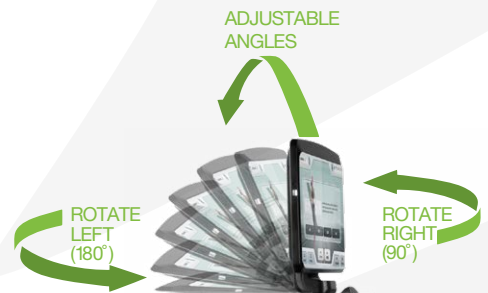 ADJUSTABLE
ANGLES
ROTATE
LEFT
(180˚)
ROTATE
RIGHT
(90˚)